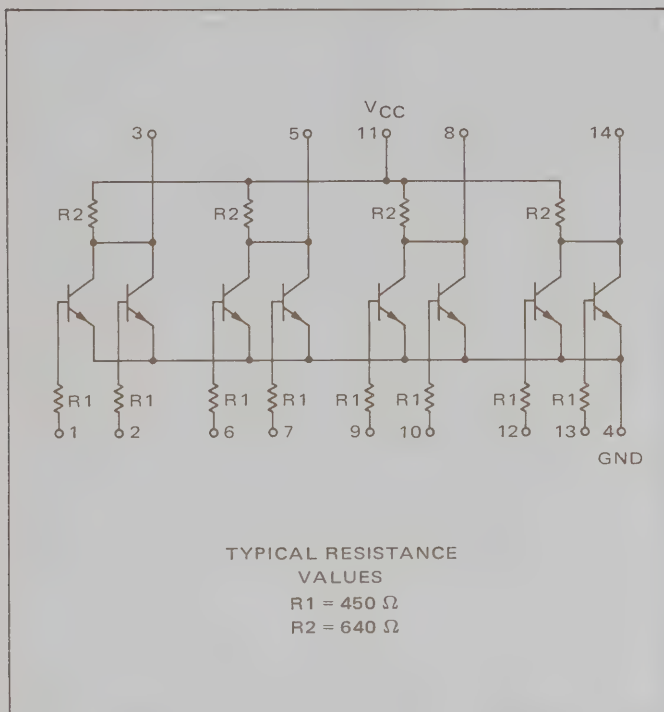 V_CC
3 5 11 8 14
R2 R2 R2 R2
R1 R1 R1 R1 R1 R1 R1 R1
1 2 6 7 9 10 12 13 4
GND
TYPICAL RESISTANCE
VALUES
R1 = 450 Ω
R2 = 640 Ω